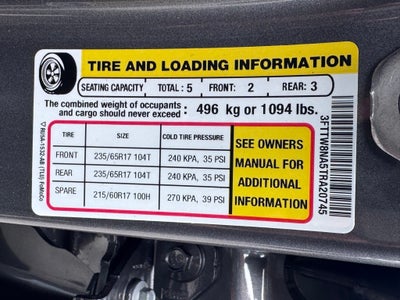 TIRE AND LOADING INFORMATION
SEATING CAPACITY TOTAL : 5 FRONT: 2 REAR: 3
The combined weight of occupants
and cargo should never exceed : 496 kg or 1094 lbs.
TIRE SIZE COLD TIRE PRESSURE
FRONT 235/65R17 104T 240 KPA, 35 PSI
REAR 235/65R17 104T 240 KPA, 35 PSI
SPARE 215/60R17 100H 270 KPA, 39 PSI
SEE OWNERS
MANUAL FOR
ADDITIONAL
INFORMATION
3FTTW8NA5TRA20745